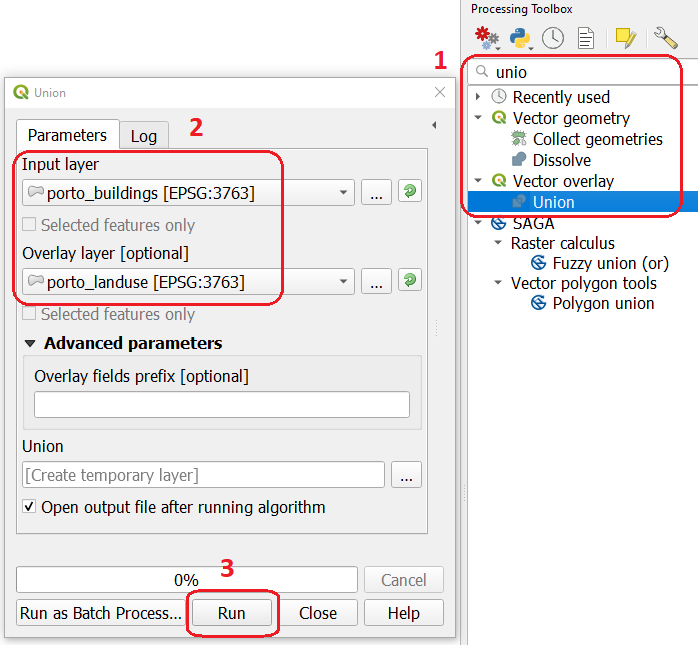 Processing Toolbox
1
unio
Recently used
Vector geometry
Collect geometries
Dissolve
Vector overlay
Union
SAGA
Raster calculus
Fuzzy union (or)
Vector polygon tools
Polygon union
Union
Parameters
Log
2
Input layer
porto_buildings [EPSG:3763]
...
Selected features only
Overlay layer [optional]
porto_landuse [EPSG:3763]
...
Selected features only
Advanced parameters
Overlay fields prefix [optional]
Union
[Create temporary layer]
...
Open output file after running algorithm
3
0%
Cancel
Run as Batch Process...
Run
Close
Help